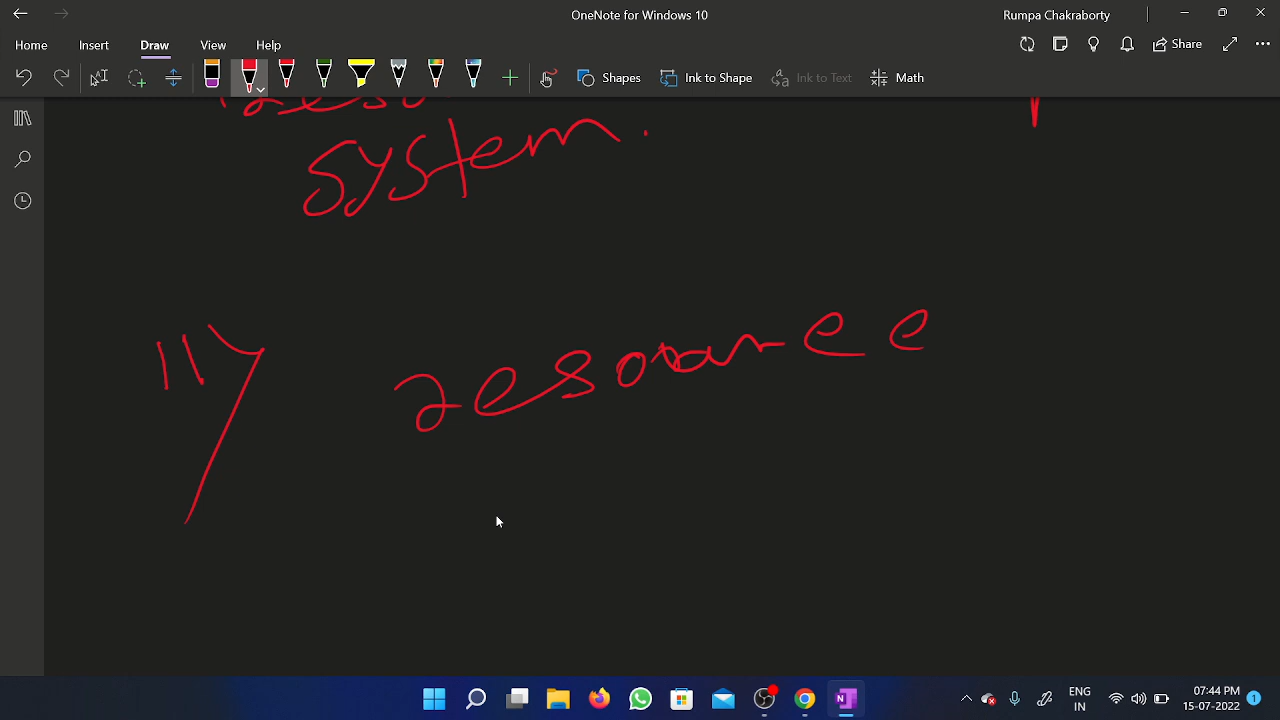 OneNote for Windows 10
Rumpa Chakraborty
Home Insert Draw View Help
Share
Shapes Ink to Shape Ink to Text Math
system.
ENG
IN
07:44 PM
15-07-2022
1